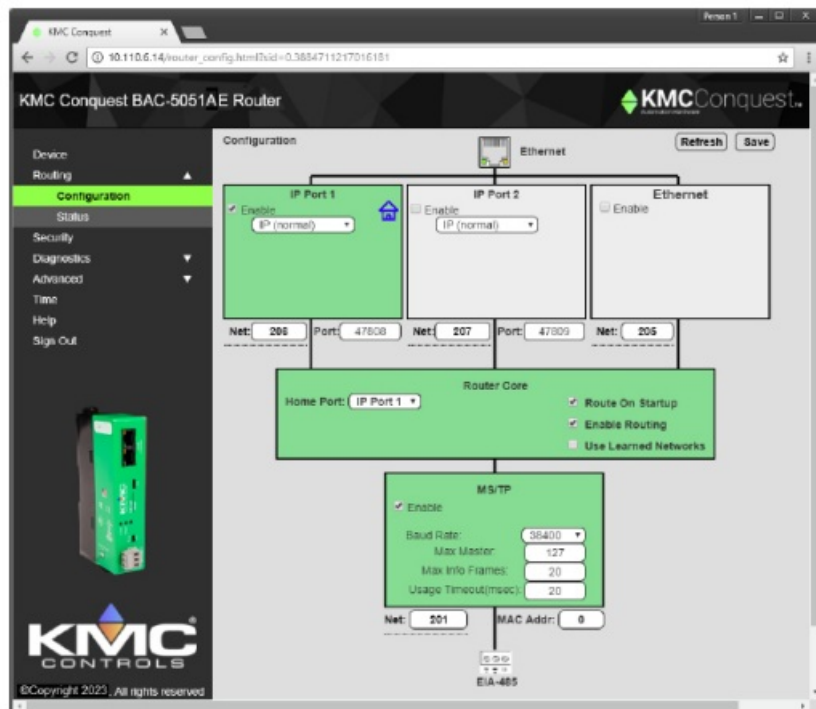 Person 1
KMC Conquest
10.110.6.14/router_config.html?sid=0.3884711217016181
KMC Conquest BAC-5051AE Router
KMCConquest™
Configuration
Ethernet
Refresh
Save
Device
Routing
Configuration
Status
Security
Diagnostics
Advanced
Time
Help
Sign Out
IP Port 1
Enable
IP (normal)
IP Port 2
Enable
IP (normal)
Ethernet
Enable
Net: 206 Port: 47808
Net: 207 Port: 47809
Net: 205
Router Core
Home Port: IP Port 1
Route On Startup
Enable Routing
Use Learned Networks
MS/TP
Enable
Baud Rate: 38400
Max Master: 127
Max Info Frames: 20
Usage Timeout(msec): 20
Net: 201 MAC Addr: 0
EIA-485
KMC
KMC
CONTROLS
©Copyright 2023, All rights reserved